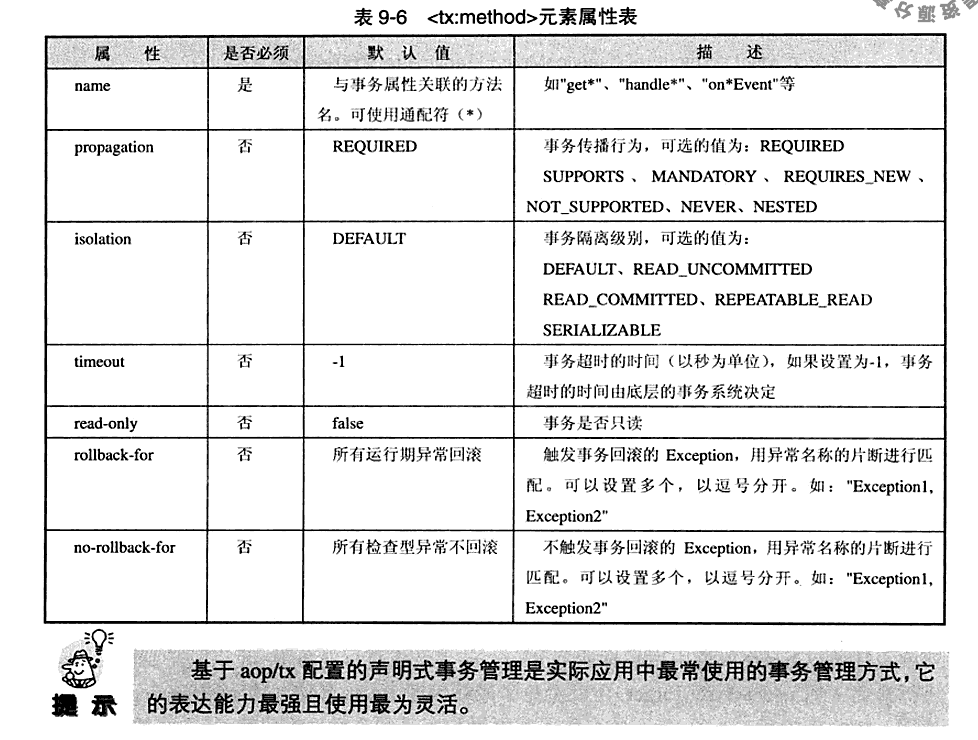 表 9-6 <tx:method>元素属性表
属 性 是否必须 默 认 值 描 述
name 是 与事务属性关联的方法 如"get*"、"handle*"、"on*Event"等
名。可使用通配符（*）
propagation 否 REQUIRED 事务传播行为，可选的值为：REQUIRED
SUPPORTS 、 MANDATORY 、 REQUIRES_NEW 、
NOT_SUPPORTED、NEVER、NESTED
isolation 否 DEFAULT 事务隔离级别，可选的值为：
DEFAULT、READ_UNCOMMITTED
READ_COMMITTED、REPEATABLE_READ
SERIALIZABLE
timeout 否 -1 事务超时的时间（以秒为单位），如果设置为-1，事务
超时的时间由底层的事务系统决定
read-only 否 false 事务是否只读
rollback-for 否 所有运行期异常回滚 触发事务回滚的 Exception，用异常名称的片断进行匹
配。可以设置多个，以逗号分开。如："Exception1,
Exception2"
no-rollback-for 否 所有检查型异常不回滚 不触发事务回滚的 Exception，用异常名称的片断进行
匹配。可以设置多个，以逗号分开。如："Exception1,
Exception2"
基于 aop/tx 配置的声明式事务管理是实际应用中最常使用的事务管理方式，它
提 示 的表达能力最强且使用最为灵活。